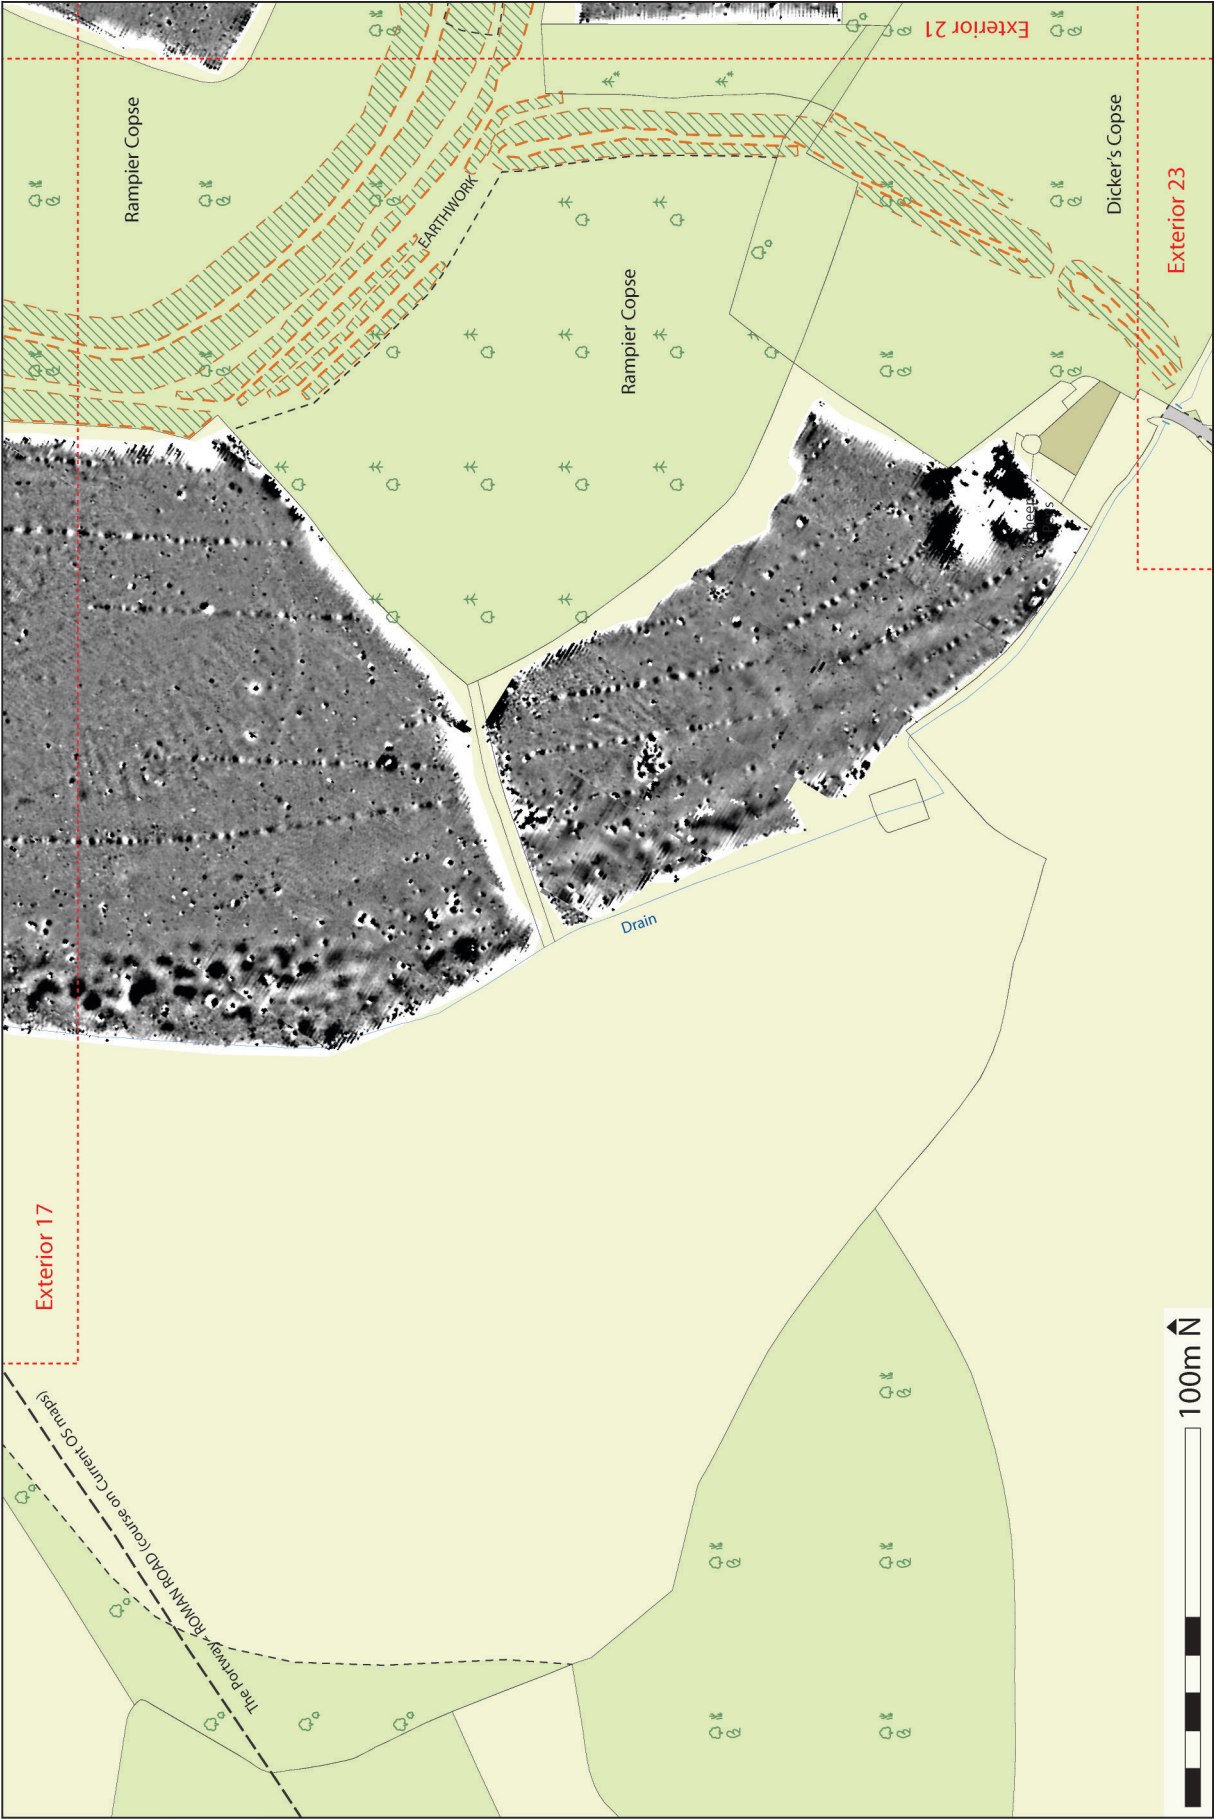 Exterior 21
Rampier Copse
Dicker's Copse
Exterior 23
EARTHWORK
Rampier Copse
Drain
Exterior 17
The Portway - ROMAN ROAD (course on Current OS maps)
100m N